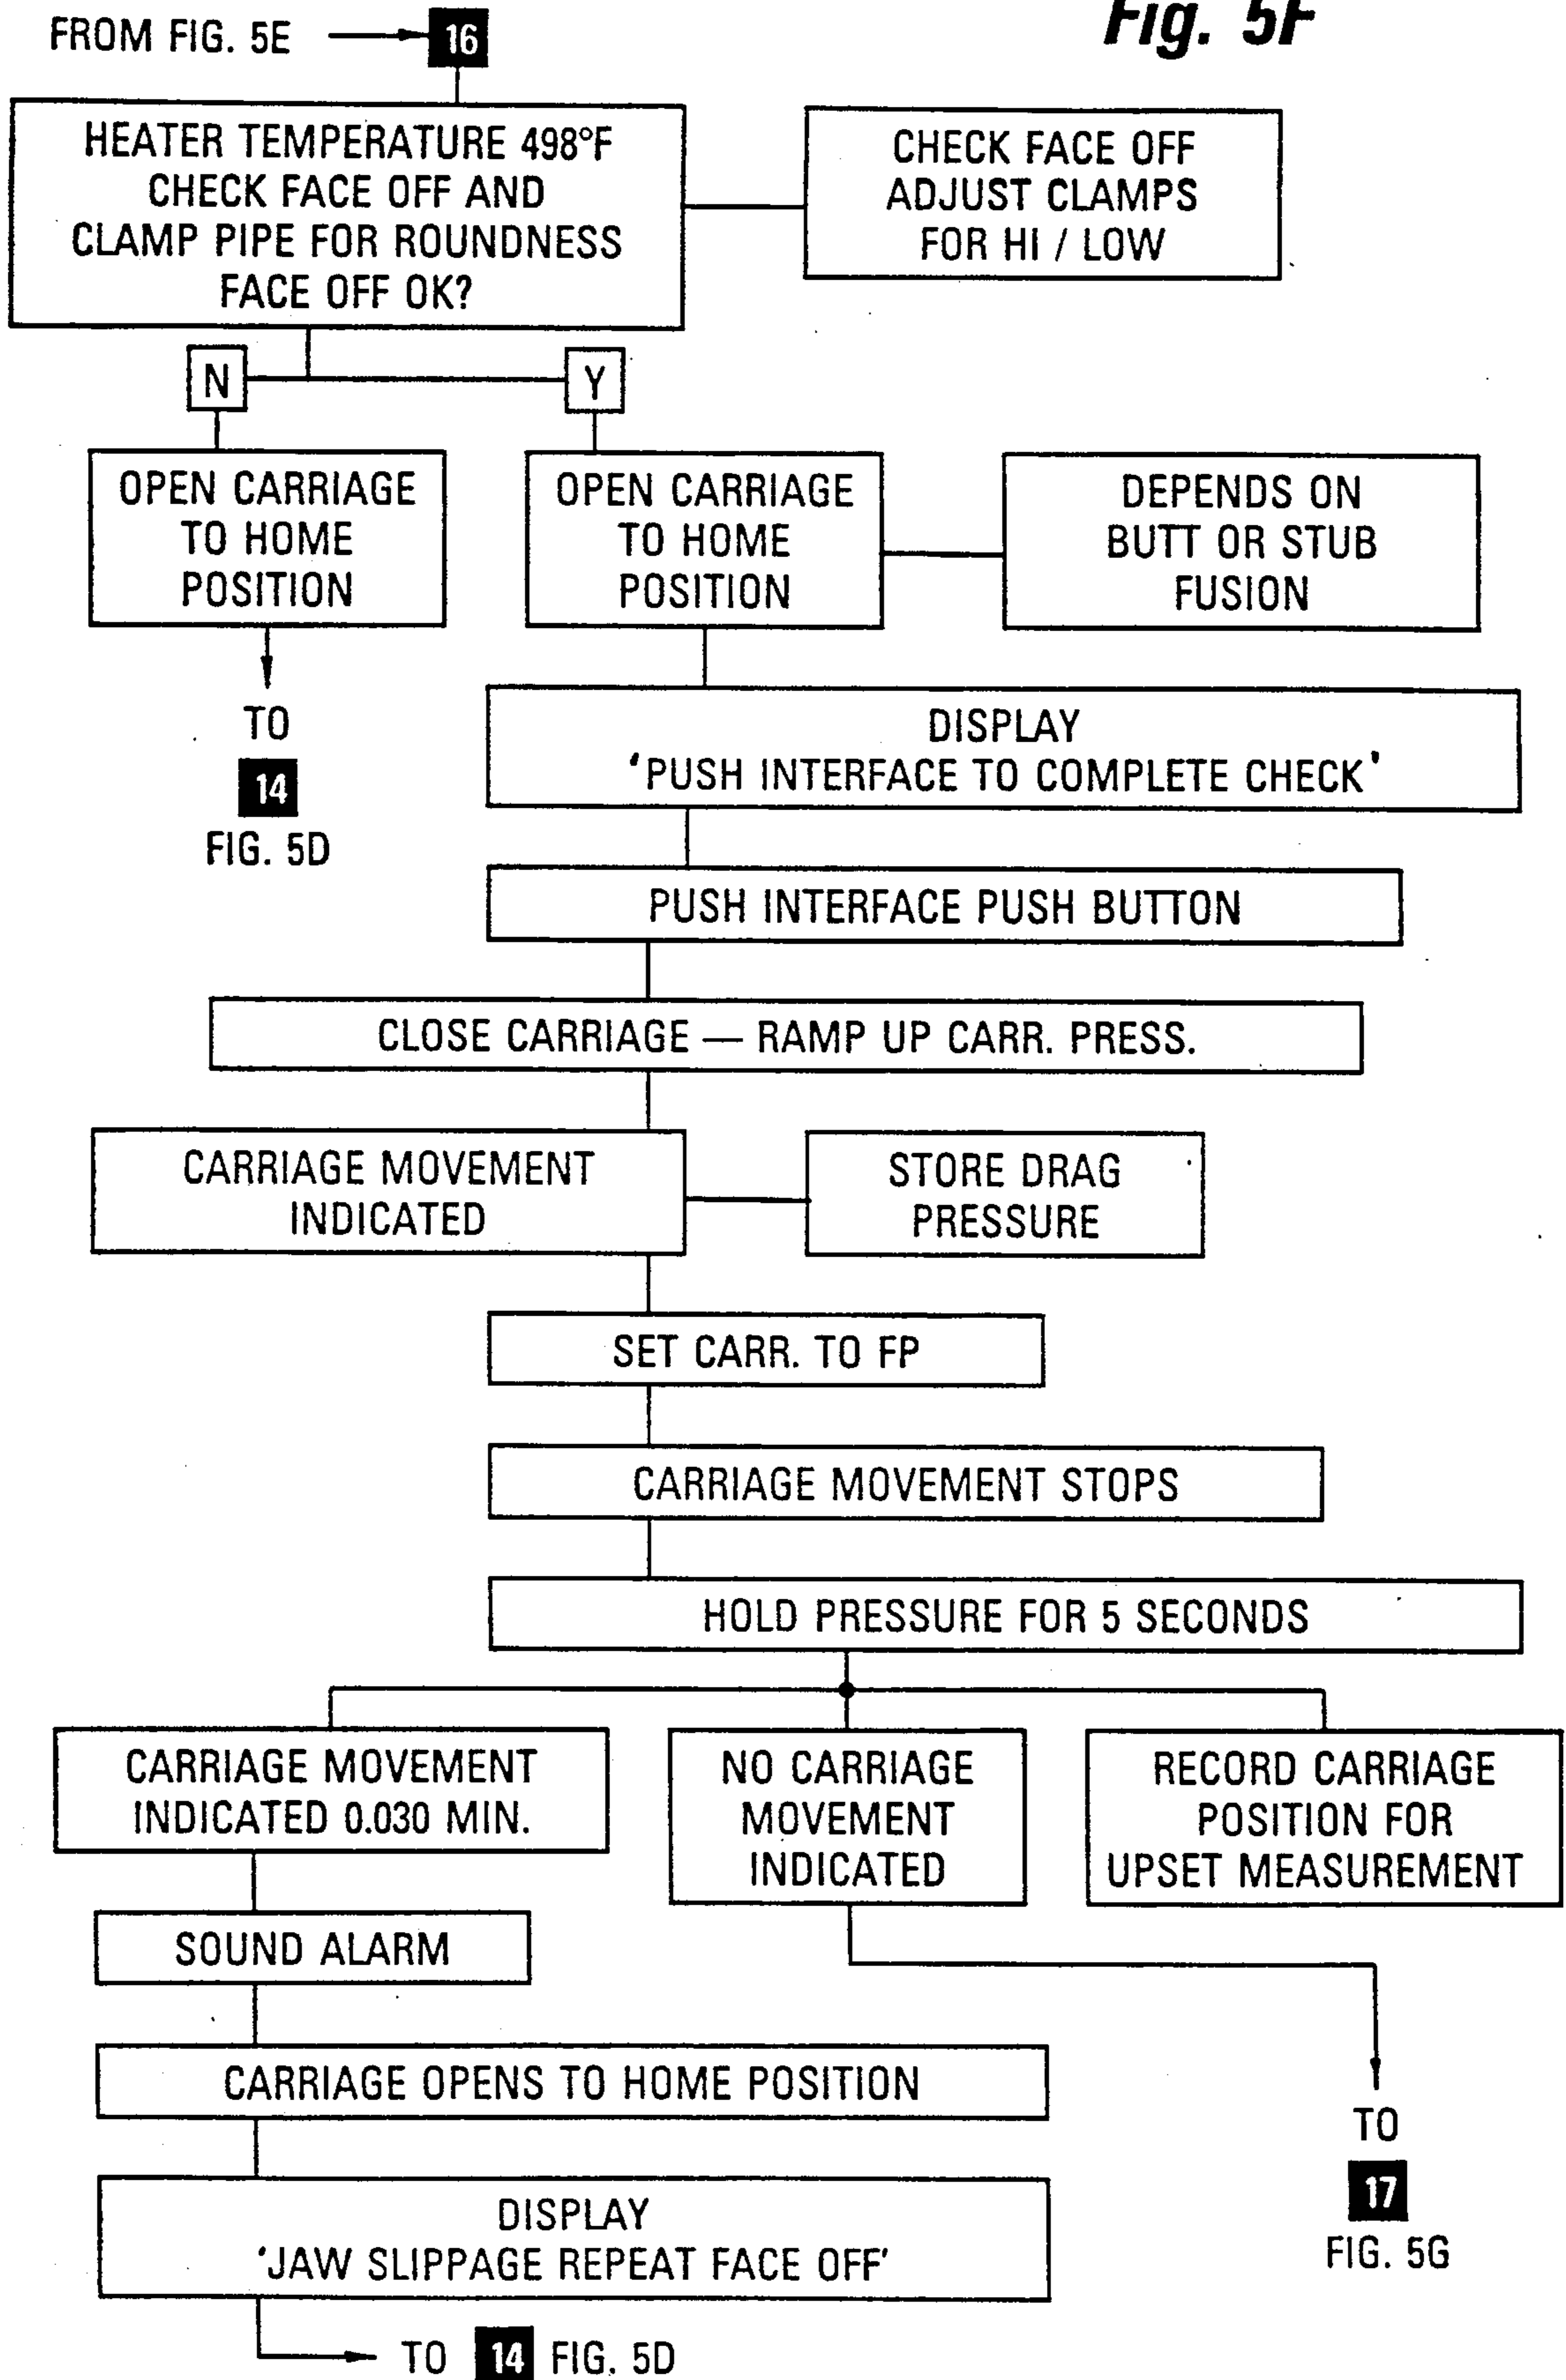 Fig. 5F
FROM FIG. 5E
16
HEATER TEMPERATURE 498°F
CHECK FACE OFF AND
CLAMP PIPE FOR ROUNDNESS
FACE OFF OK?
CHECK FACE OFF
ADJUST CLAMPS
FOR HI / LOW
N
Y
OPEN CARRIAGE
TO HOME
POSITION
OPEN CARRIAGE
TO HOME
POSITION
DEPENDS ON
BUTT OR STUB
FUSION
TO
14
FIG. 5D
DISPLAY
'PUSH INTERFACE TO COMPLETE CHECK'
PUSH INTERFACE PUSH BUTTON
CLOSE CARRIAGE — RAMP UP CARR. PRESS.
CARRIAGE MOVEMENT
INDICATED
STORE DRAG
PRESSURE
SET CARR. TO FP
CARRIAGE MOVEMENT STOPS
HOLD PRESSURE FOR 5 SECONDS
CARRIAGE MOVEMENT
INDICATED 0.030 MIN.
NO CARRIAGE
MOVEMENT
INDICATED
RECORD CARRIAGE
POSITION FOR
UPSET MEASUREMENT
SOUND ALARM
CARRIAGE OPENS TO HOME POSITION
DISPLAY
'JAW SLIPPAGE REPEAT FACE OFF'
TO 14 FIG. 5D
TO
17
FIG. 5G